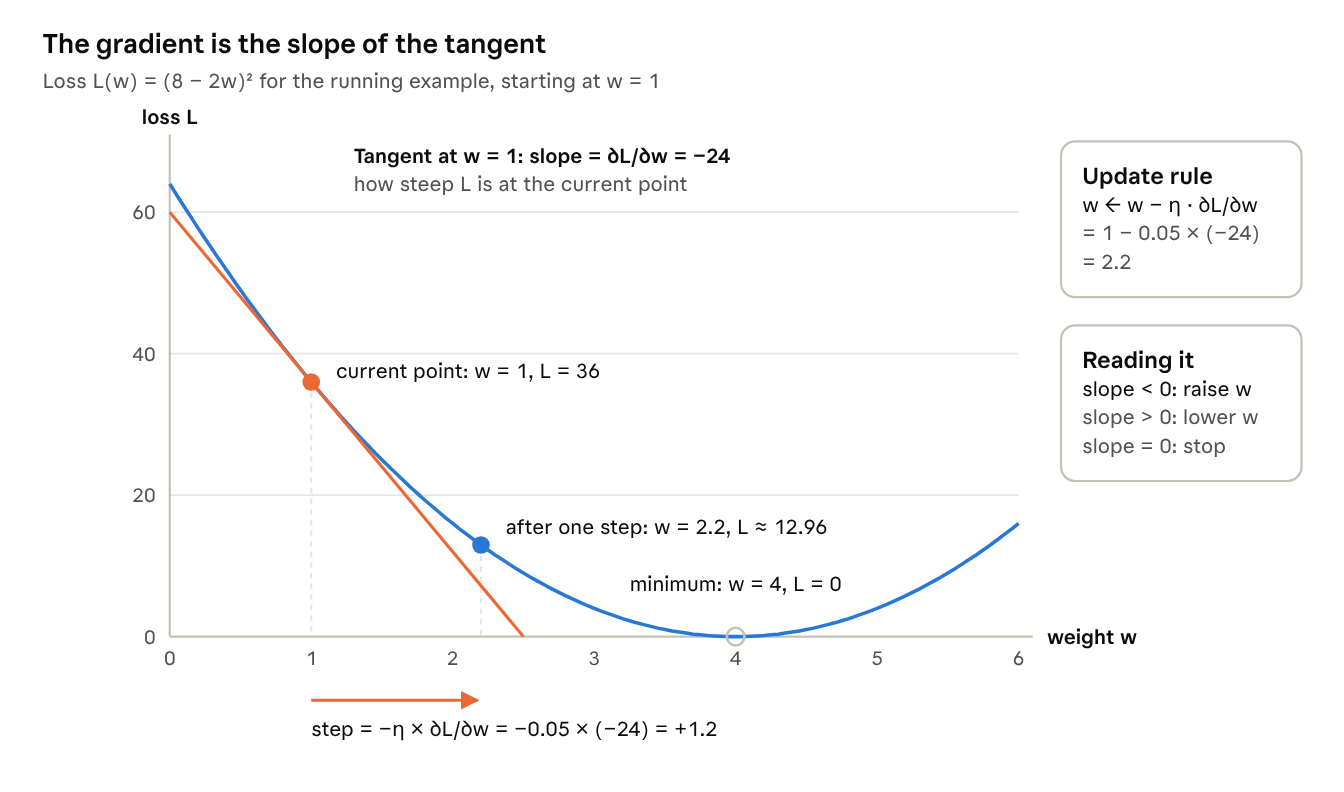 The gradient is the slope of the tangent
Loss L(w) = (8 − 2w)² for the running example, starting at w = 1
loss L
Tangent at w = 1: slope = ∂L/∂w = −24
how steep L is at the current point
60
40
20
0
current point: w = 1, L = 36
after one step: w = 2.2, L ≈ 12.96
minimum: w = 4, L = 0
weight w
0 1 2 3 4 5 6
step = −η × ∂L/∂w = −0.05 × (−24) = +1.2
Update rule
w ← w − η · ∂L/∂w
= 1 − 0.05 × (−24)
= 2.2
Reading it
slope < 0: raise w
slope > 0: lower w
slope = 0: stop